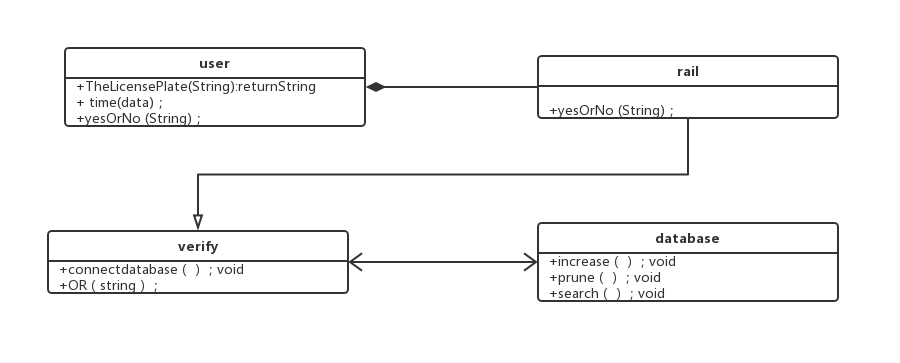 user
+TheLicensePlate(String):returnString
+ time(data) ;
+yesOrNo (String) ;
rail
+yesOrNo (String) ;
verify
+connectdatabase (  )  ; void
+OR ( string )  ;
database
+increase (  )  ; void
+prune (  )  ; void
+search (  )  ; void